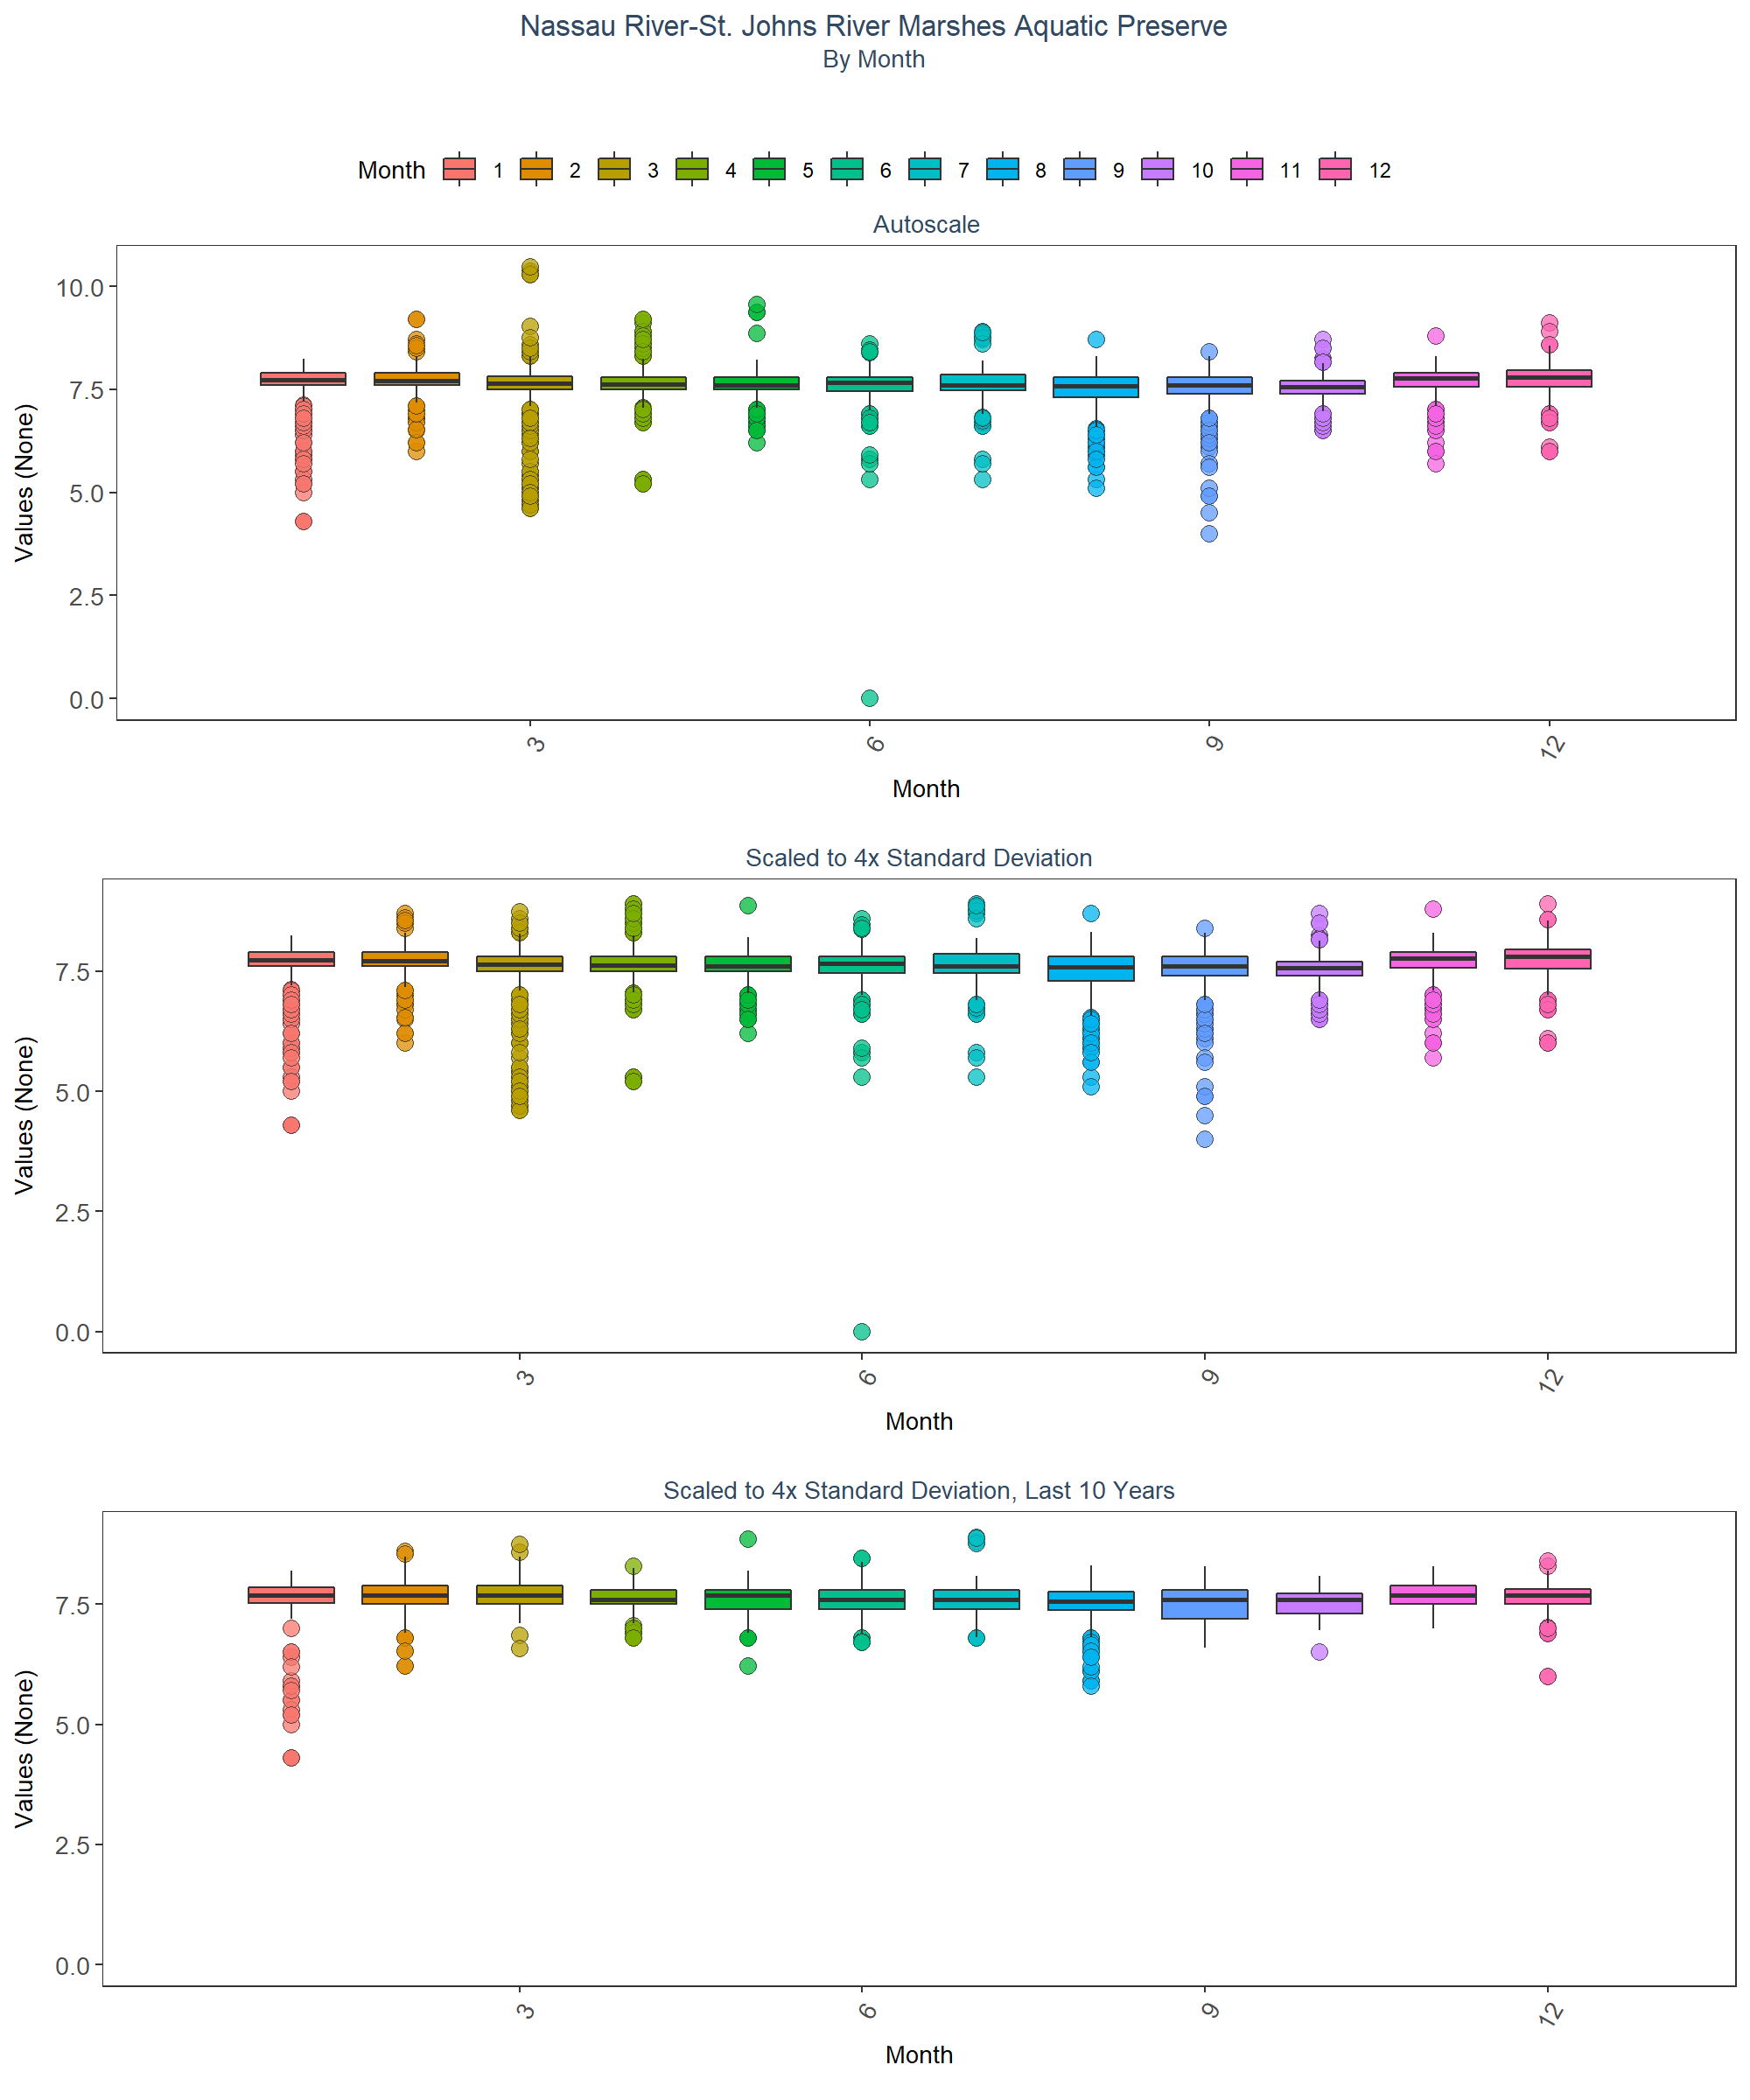 Nassau River-St. Johns River Marshes Aquatic Preserve
By Month
Month 1 2 3 4 5 6 7 8 9 10 11 12
Autoscale
Values (None)
10.0
7.5
5.0
2.5
0.0
3 6 9 12
Month
Scaled to 4x Standard Deviation
Values (None)
7.5
5.0
2.5
0.0
3 6 9 12
Month
Scaled to 4x Standard Deviation, Last 10 Years
Values (None)
7.5
5.0
2.5
0.0
3 6 9 12
Month